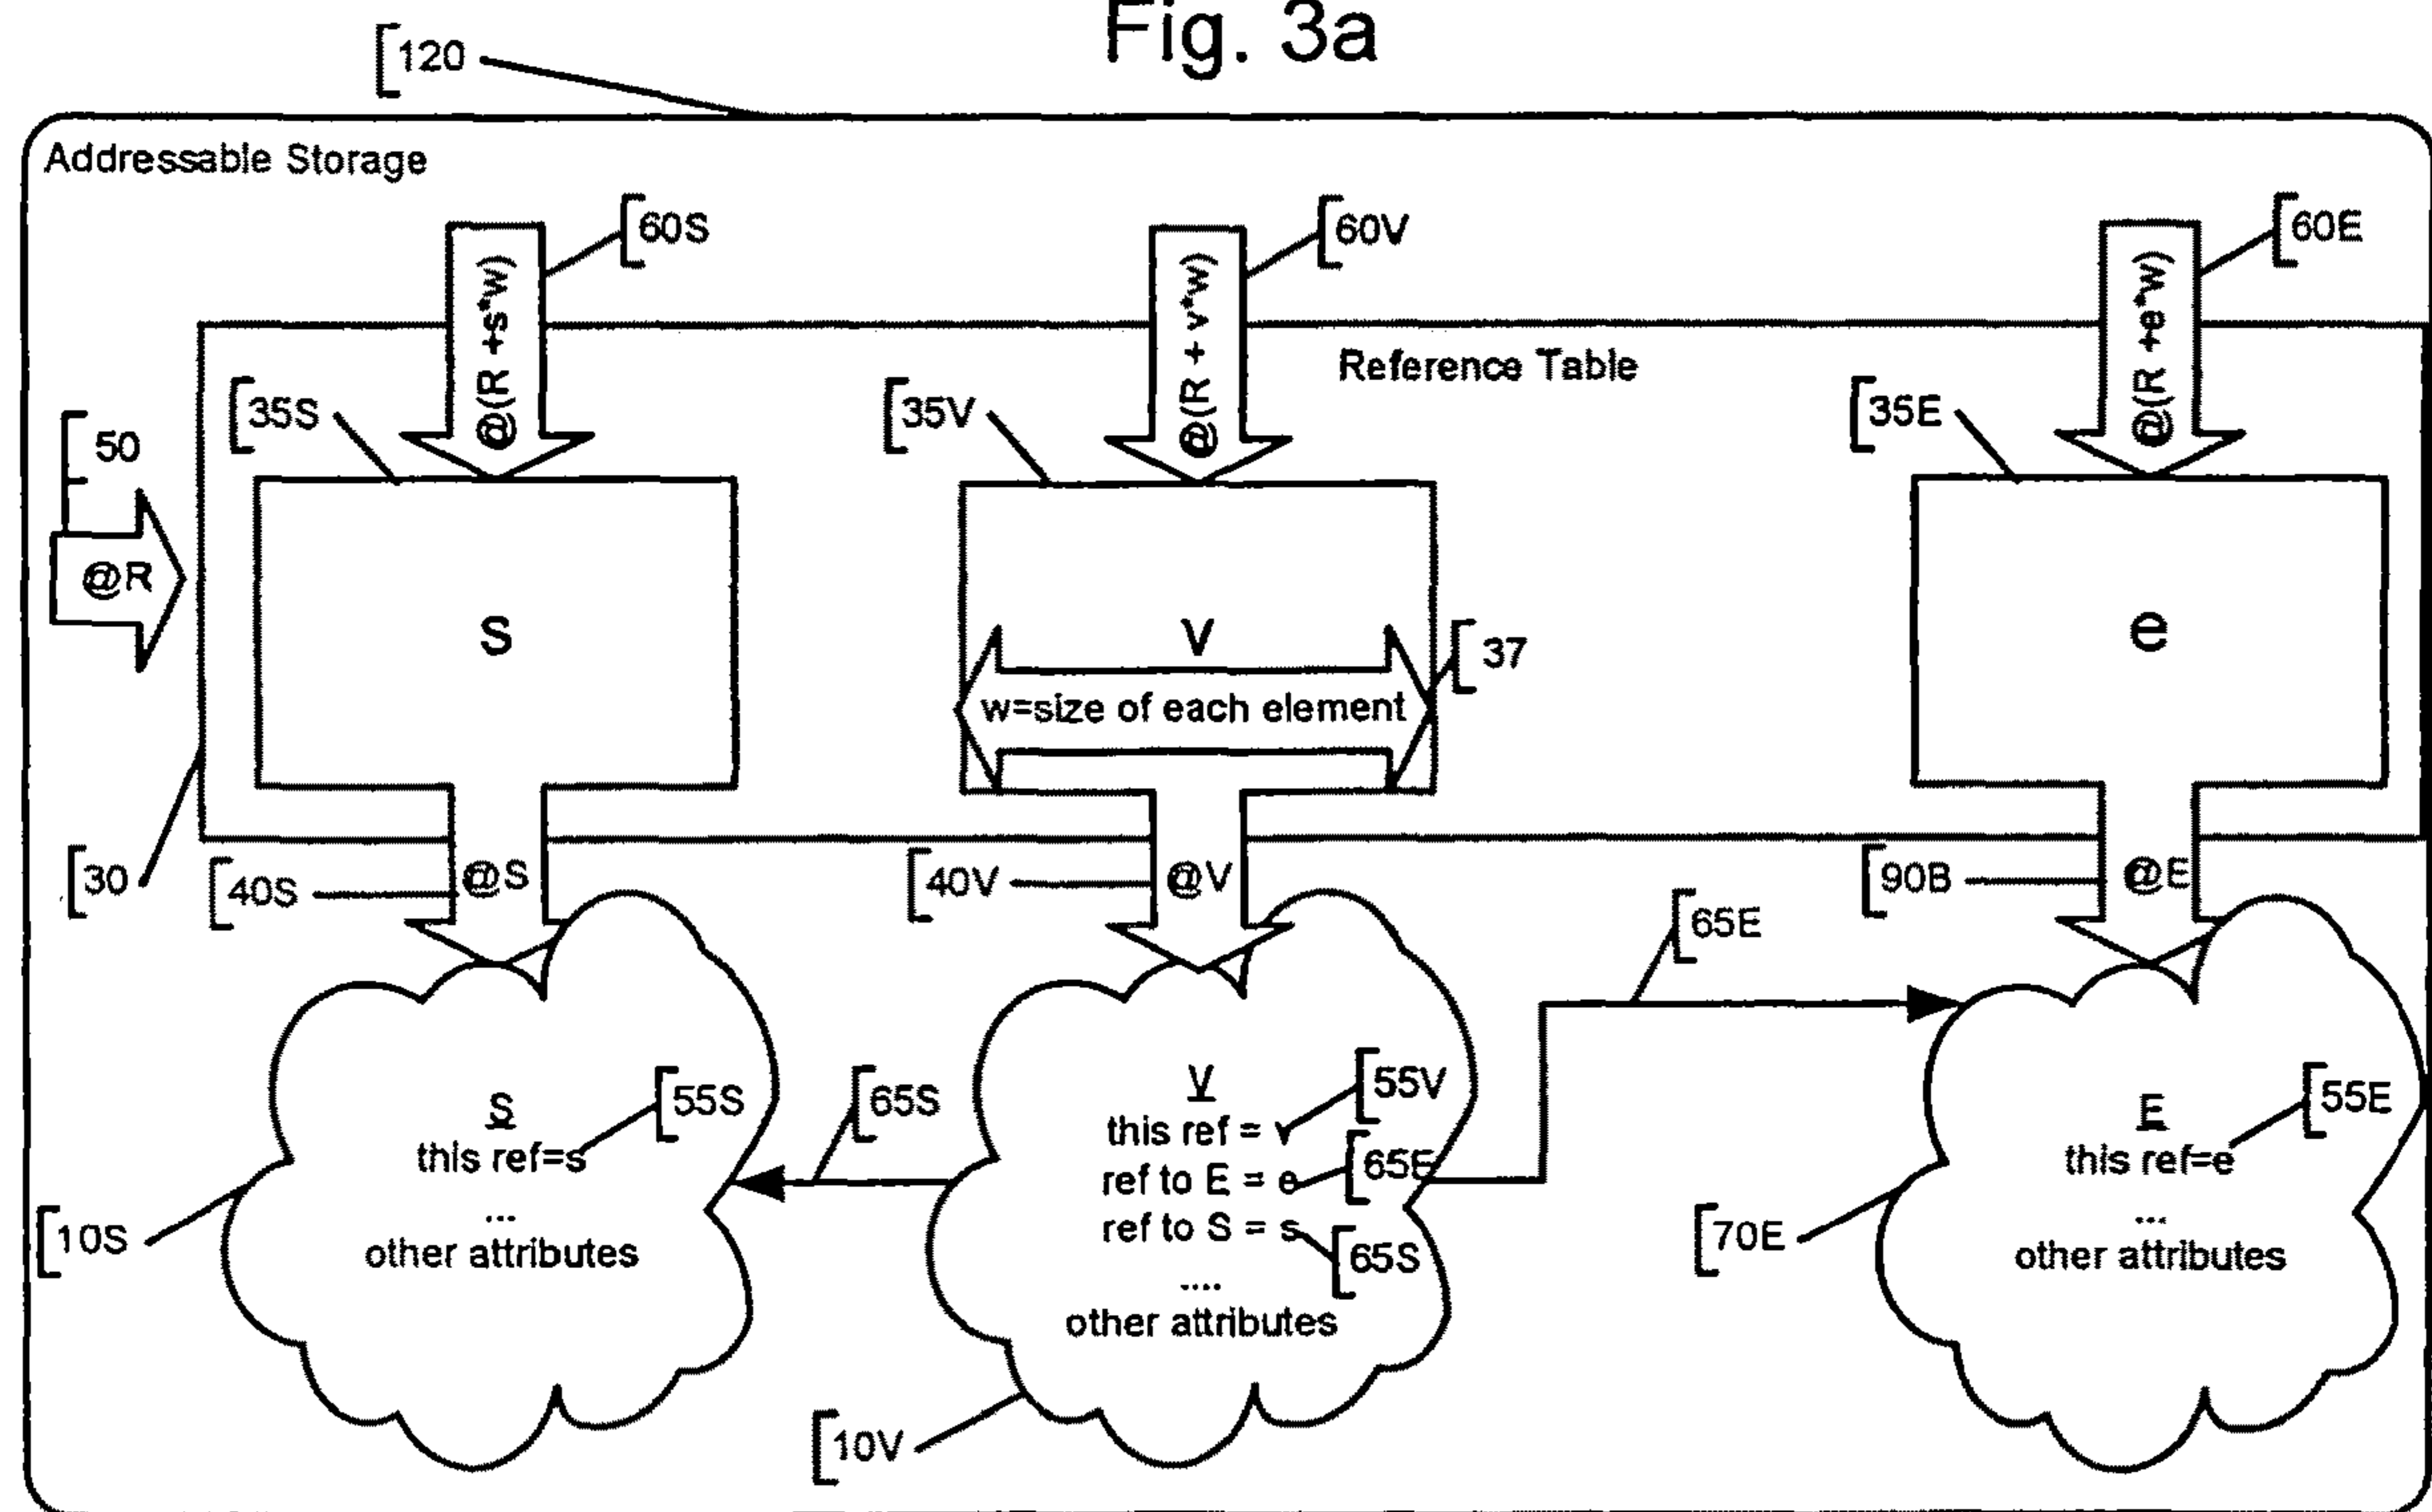 Fig. 3a
120
Addressable Storage
60S
60V
60E
@(R +s*w)
@(R + v*w)
@(R +e*w)
Reference Table
35S
35V
35E
50
@R
s
v
e
37
w=size of each element
30
40S
@S
40V
@V
90B
@E
65E
S
55S
this ref=s
...
other attributes
10S
65S
V
55V
this ref = v
ref to E = e
65E
ref to S = s
65S
....
other attributes
10V
E
55E
this ref=e
...
other attributes
70E